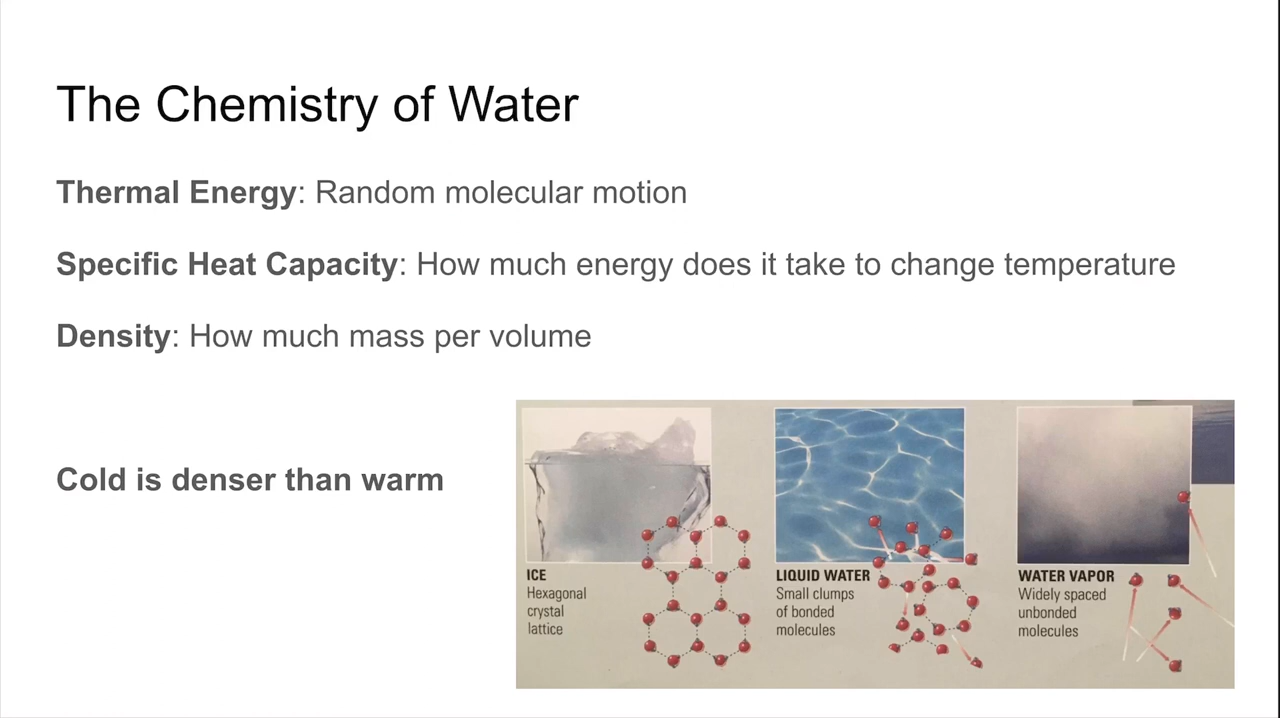 The Chemistry of Water
Thermal Energy: Random molecular motion
Specific Heat Capacity: How much energy does it take to change temperature
Density: How much mass per volume
Cold is denser than warm
ICE
Hexagonal
crystal
lattice
LIQUID WATER
Small clumps
of bonded
molecules
WATER VAPOR
Widely spaced
unbonded
molecules